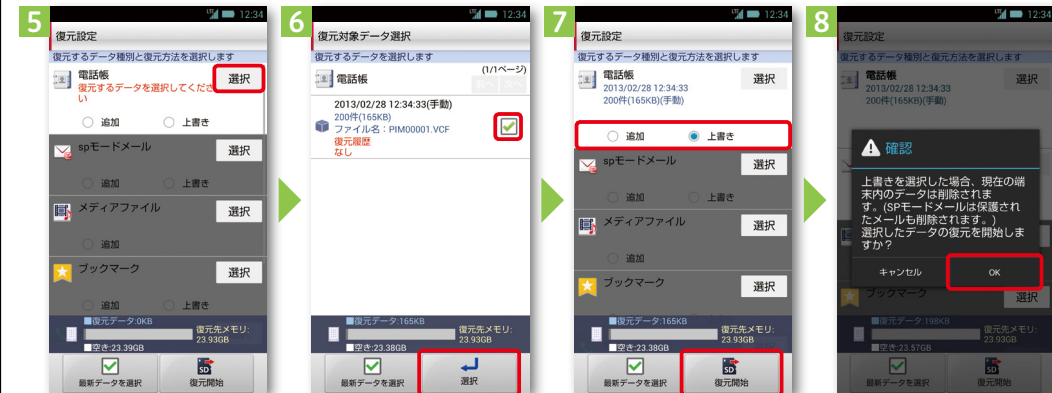 5
LTE 12:34
復元設定
復元するデータ種別と復元方法を選択します
電話帳
選択
復元するデータを選択してくださ
い
追加 上書き
spモードメール
選択
追加 上書き
メディアファイル
選択
追加
ブックマーク
選択
追加 上書き
■復元データ:0KB
復元先メモリ:
23.93GB
■空き:23.39GB
最新データを選択
SD
復元開始
6
LTE 12:34
復元対象データ選択
復元するデータを選択します
(1/1ページ)
電話帳
前へ 次へ
2013/02/28 12:34:33(手動)
200件(165KB)
ファイル名：PIM00001.VCF
復元履歴
なし
■復元データ:165KB
復元先メモリ:
23.93GB
■空き:23.38GB
最新データを選択
選択
7
LTE 12:34
復元設定
復元するデータ種別と復元方法を選択します
電話帳
選択
2013/02/28 12:34:33
200件(165KB)(手動)
追加 上書き
spモードメール
選択
追加 上書き
メディアファイル
選択
追加
ブックマーク
選択
■復元データ:165KB
復元先メモリ:
23.93GB
■空き:23.38GB
最新データを選択
SD
復元開始
8
LTE 12:34
復元設定
復元するデータ種別と復元方法を選択します
電話帳
選択
2013/02/28 12:34:33
200件(165KB)(手動)
確認
上書きを選択した場合、現在の端
末内のデータは削除されま
す。(SPモードメールは保護され
たメールも削除されます。)
選択したデータの復元を開始しま
すか？
キャンセル OK
ブックマーク
選択
■復元データ:198KB
復元先メモリ:
23.93GB
■空き:23.57GB
最新データを選択
SD
復元開始